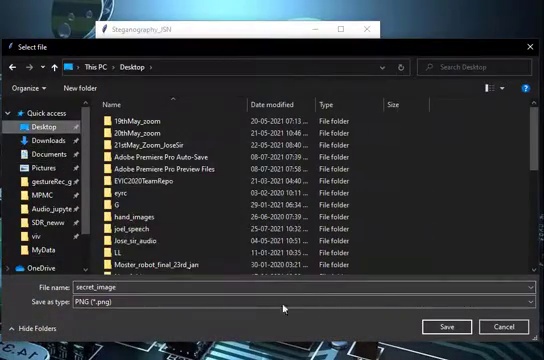 Steganography_ISN
Select file
This PC > Desktop >
Search Desktop
Organize
New folder
Name Date modified Type Size
Quick access
Desktop
Downloads
Documents
Pictures
gestureRec_g
MPMC
Audio_jupyte
SDR_neww
viv
MyData
OneDrive
19thMay_zoom 20-05-2021 07:13 ... File folder
20thMay_zoom 21-05-2021 10:46 ... File folder
21stMay_Zoom_JoseSir 22-05-2021 08:40 ... File folder
Adobe Premiere Pro Auto-Save 08-07-2021 07:39 ... File folder
Adobe Premiere Pro Preview Files 08-07-2021 07:58 ... File folder
EYIC2020TeamRepo 21-03-2021 04:40 ... File folder
eyrc 03-02-2020 10:11 ... File folder
G 29-01-2021 06:34 ... File folder
hand_images 26-06-2020 07:39 ... File folder
joel_speech 25-07-2021 10:32 ... File folder
Jose_sir_audio 04-05-2021 10:51 ... File folder
LL 11-01-2021 10:35 ... File folder
Moster_robot_final_23rd_jan 30-01-2020 03:21 ... File folder
File name: secret_image
Save as type: PNG (*.png)
Hide Folders
Save
Cancel